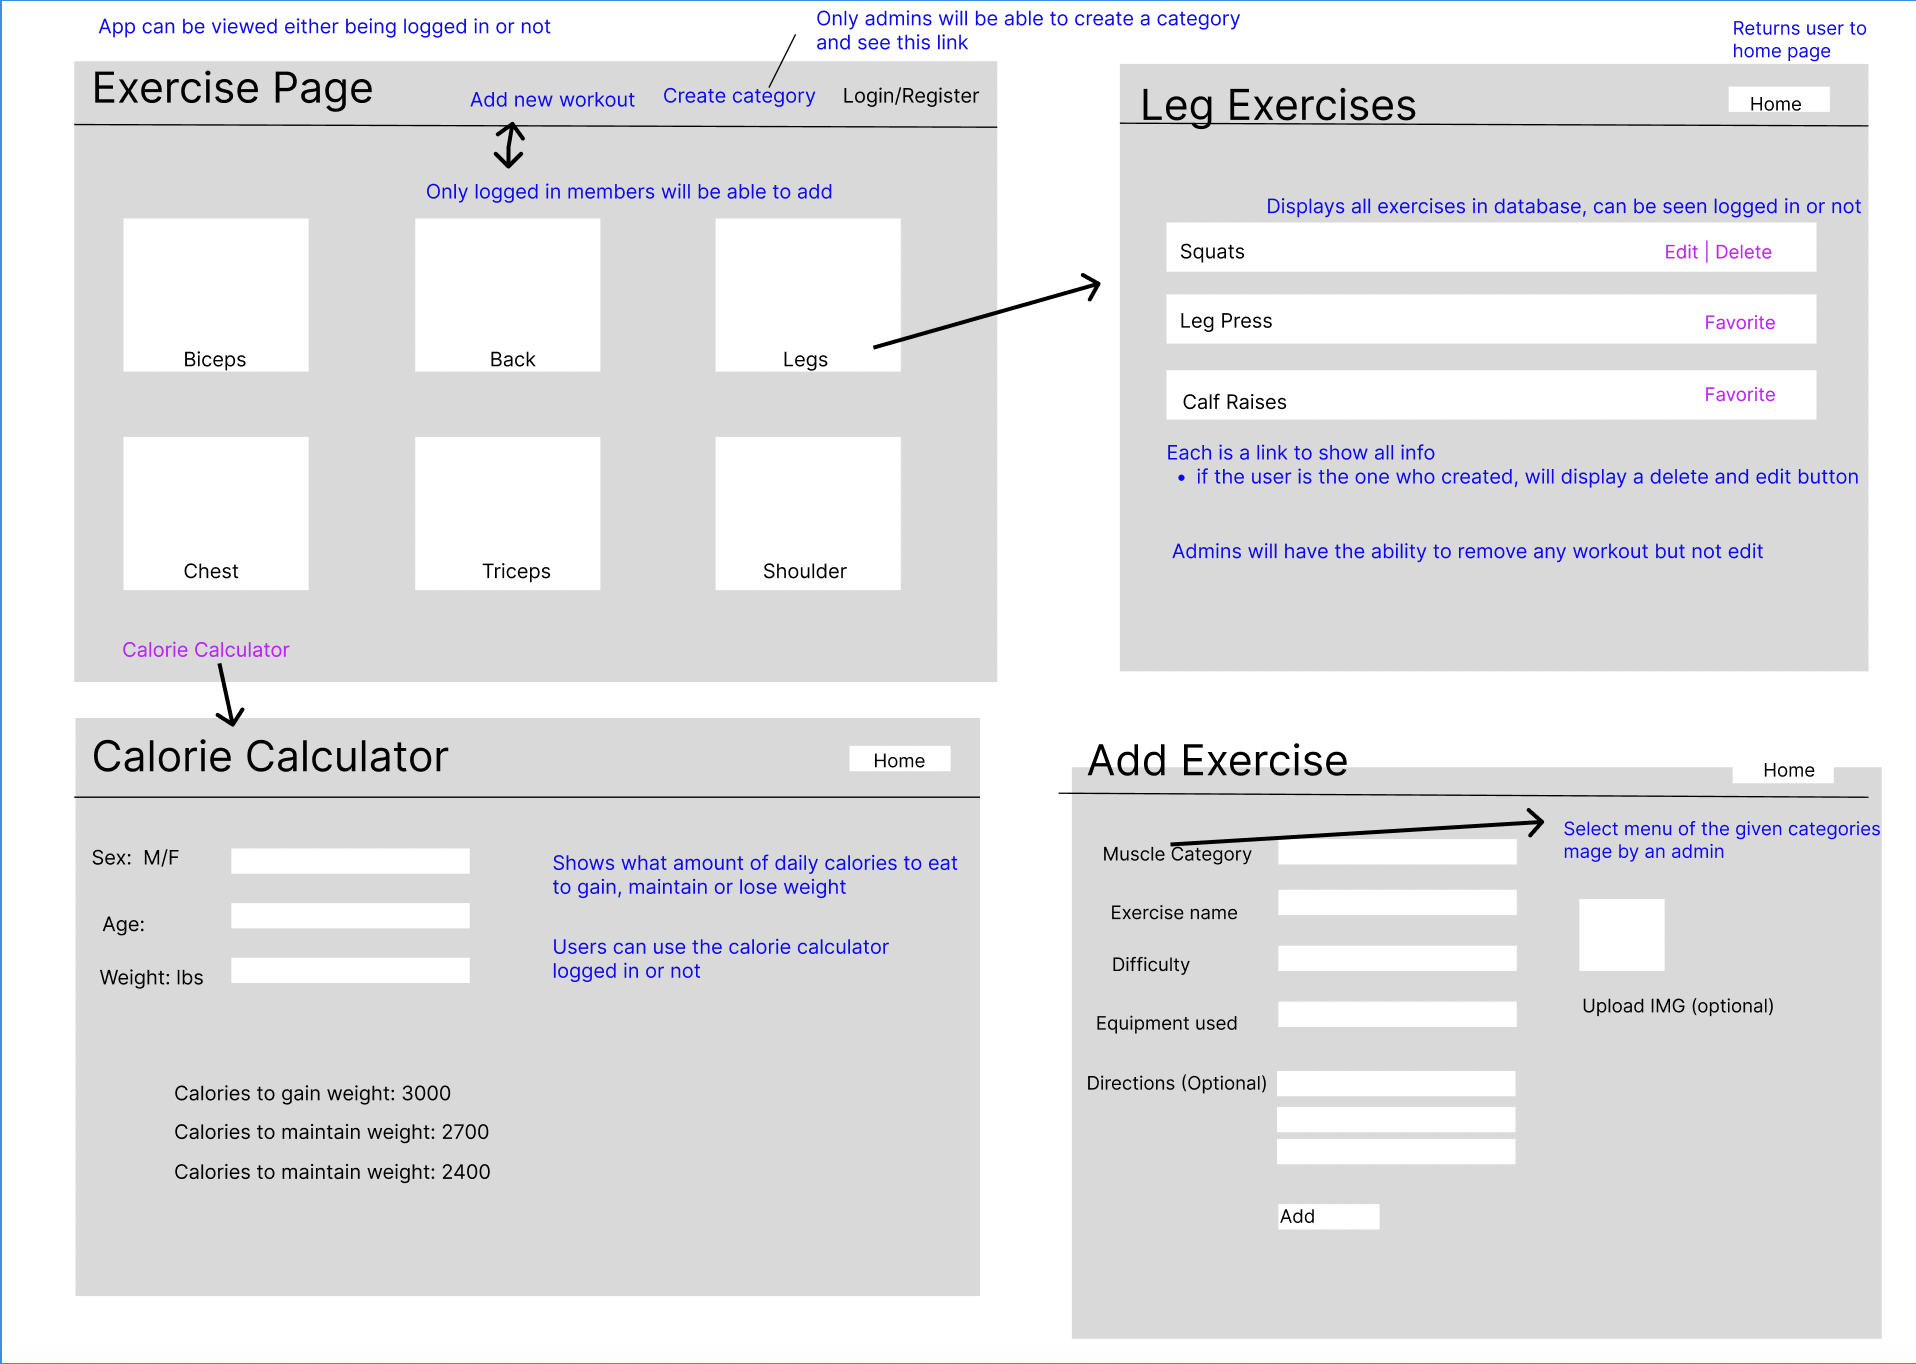 App can be viewed either being logged in or not
Only admins will be able to create a category
and see this link
Exercise Page
Add new workout
Create category
Login/Register
Only logged in members will be able to add
Biceps
Back
Legs
Chest
Triceps
Shoulder
Calorie Calculator
Returns user to
home page
Leg Exercises
Home
Displays all exercises in database, can be seen logged in or not
Squats
Edit | Delete
Leg Press
Favorite
Calf Raises
Favorite
Each is a link to show all info
• if the user is the one who created, will display a delete and edit button
Admins will have the ability to remove any workout but not edit
Calorie Calculator
Home
Sex: M/F
Age:
Weight: lbs
Shows what amount of daily calories to eat
to gain, maintain or lose weight
Users can use the calorie calculator
logged in or not
Calories to gain weight: 3000
Calories to maintain weight: 2700
Calories to maintain weight: 2400
Add Exercise
Home
Select menu of the given categories
mage by an admin
Muscle Category
Exercise name
Difficulty
Equipment used
Directions (Optional)
Upload IMG (optional)
Add